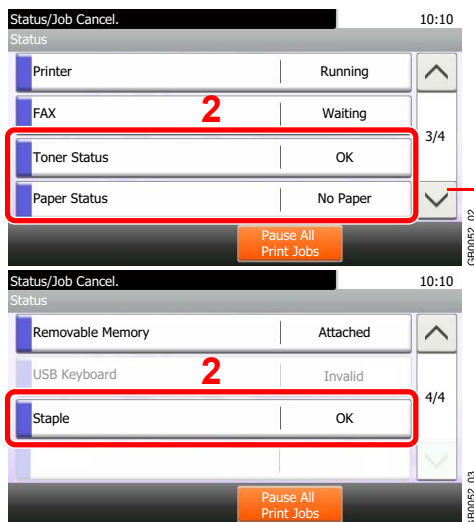 Status/Job Cancel. 10:10
Status
Printer Running
FAX 2 Waiting
3/4
Toner Status OK
Paper Status No Paper
Pause All
Print Jobs
GB0052_02
Status/Job Cancel. 10:10
Status
Removable Memory Attached
USB Keyboard 2 Invalid
4/4
Staple OK
Pause All
Print Jobs
GB0052_03